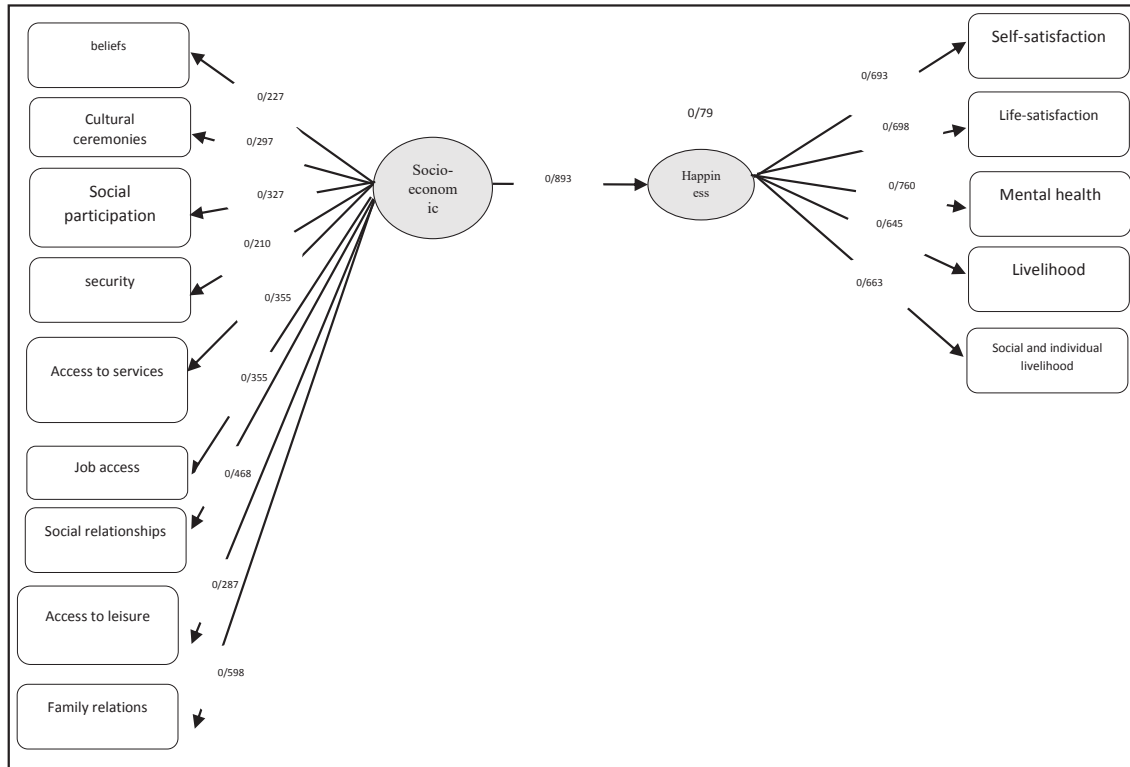 beliefs
0/227
Cultural
ceremonies
0/297
Social
participation
0/327
security
0/210
Access to services
0/355
Job access
0/355
Social relationships
0/468
Access to leisure
0/287
Family relations
0/598
Socio-
econom
ic
0/893
0/79
Happin
ess
Self-satisfaction
0/693
Life-satisfaction
0/698
Mental health
0/760
Livelihood
0/645
Social and individual
livelihood
0/663